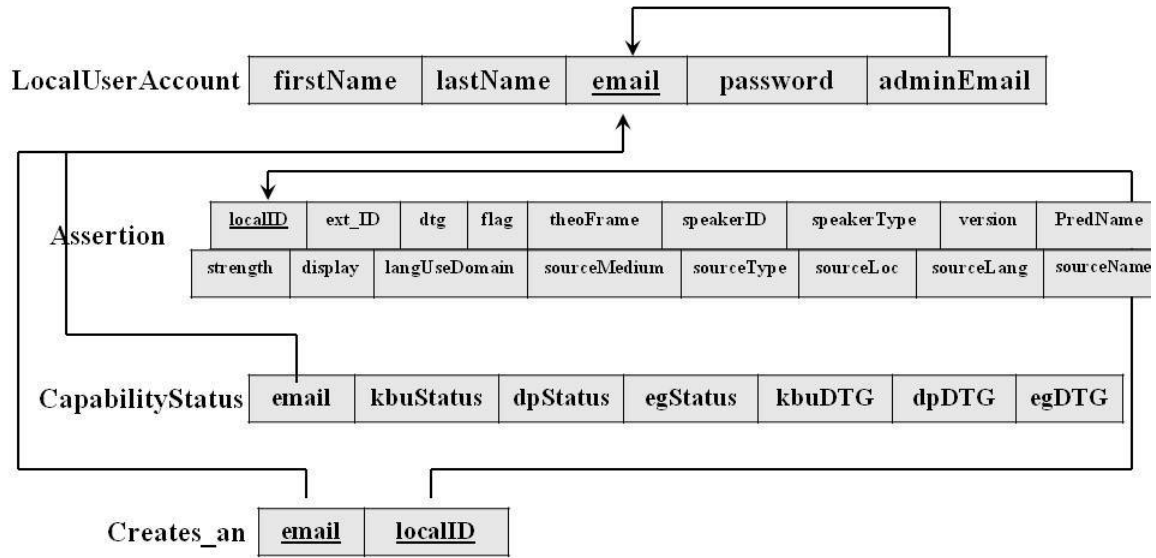 LocalUserAccount firstName lastName email password adminEmail
localID ext_ID dtg flag theoFrame speakerID speakerType version PredName
Assertion
strength display langUseDomain sourceMedium sourceType sourceLoc sourceLang sourceName
CapabilityStatus email kbuStatus dpStatus egStatus kbuDTG dpDTG egDTG
Creates_an email localID